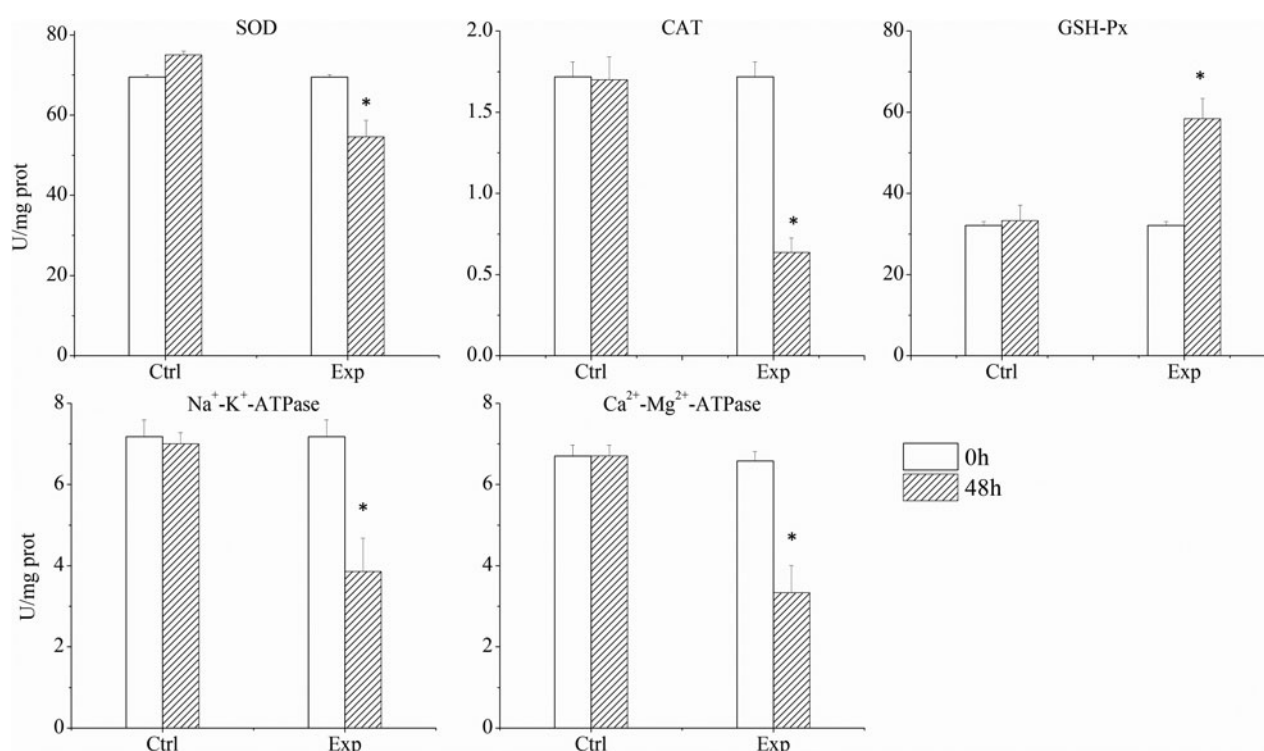 SOD
80
60
40
20
0
U/mg prot
*
Ctrl
Exp
CAT
2.0
1.5
1.0
0.5
0.0
*
Ctrl
Exp
GSH-Px
80
60
40
20
0
*
Ctrl
Exp
Na⁺-K⁺-ATPase
8
6
4
2
0
U/mg prot
*
Ctrl
Exp
Ca²⁺-Mg²⁺-ATPase
8
6
4
2
0
*
Ctrl
Exp
0h
48h